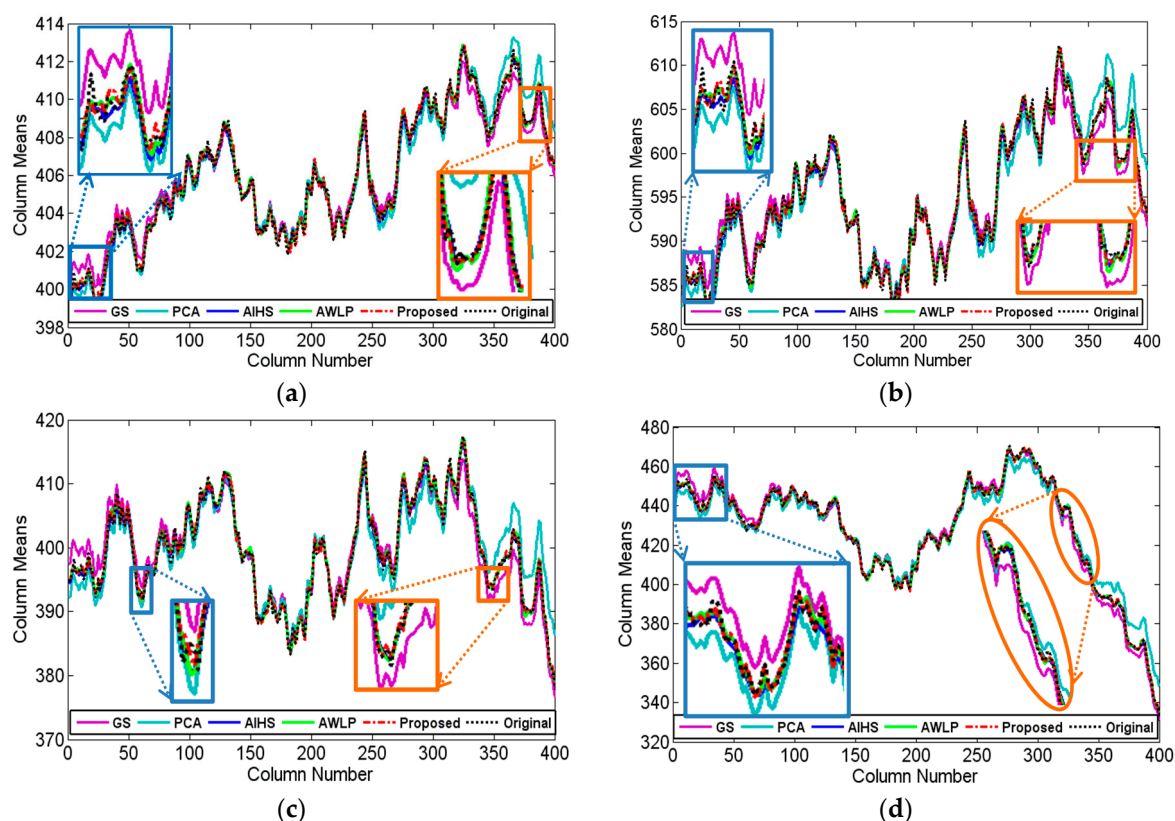 414
412
410
408
406
404
402
400
398
Column Means
GS PCA AIHS AWLP Proposed Original
0 50 100 150 200 250 300 350 400
Column Number
(a)
615
610
605
600
595
590
585
580
Column Means
GS PCA AIHS AWLP Proposed Original
0 50 100 150 200 250 300 350 400
Column Number
(b)
420
410
400
390
380
370
Column Means
GS PCA AIHS AWLP Proposed Original
0 50 100 150 200 250 300 350 400
Column Number
(c)
480
460
440
420
400
380
360
340
320
Column Means
GS PCA AIHS AWLP Proposed Original
0 50 100 150 200 250 300 350 400
Column Number
(d)